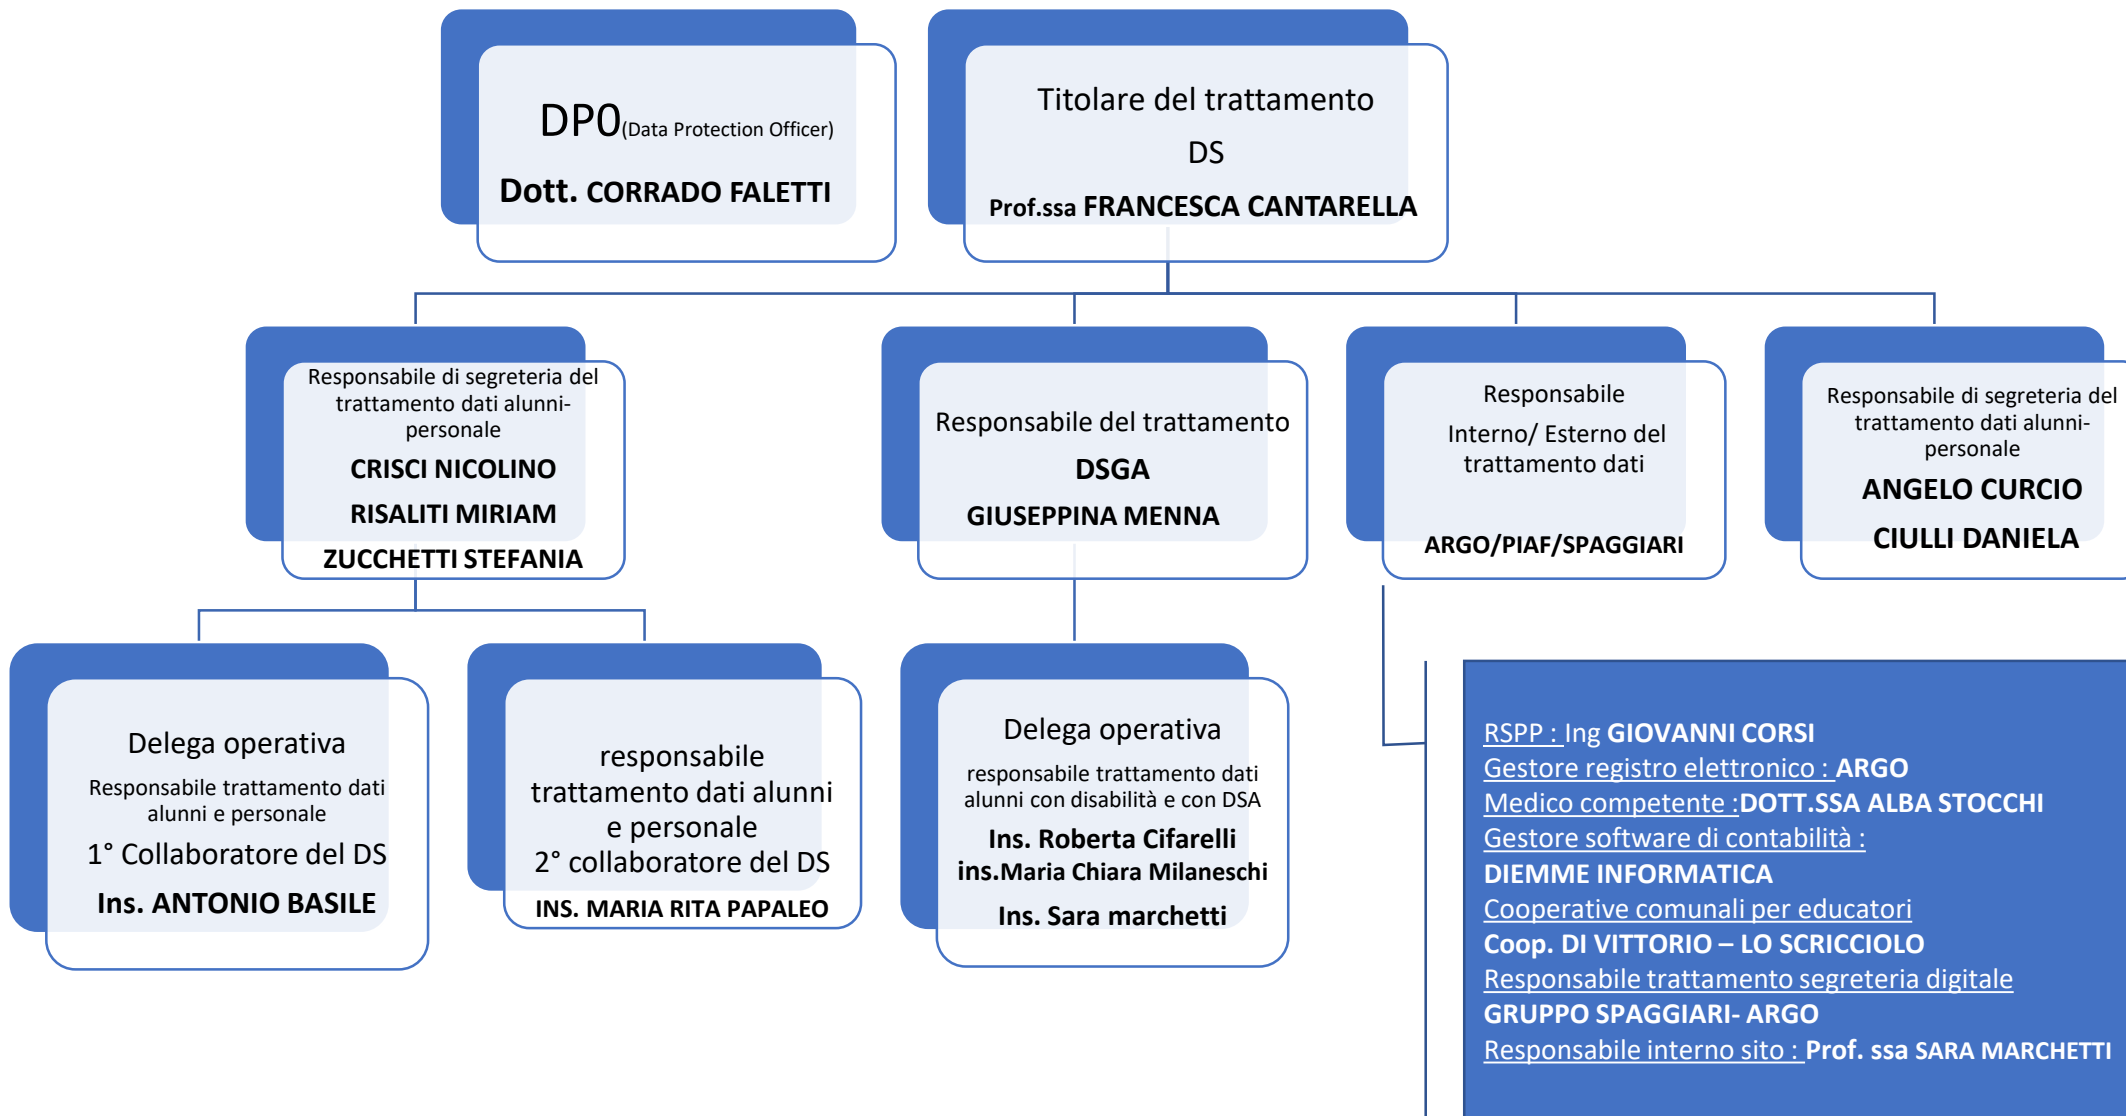 DP0(Data Protection Officer)
Dott. CORRADO FALETTI
Titolare del trattamento
DS
Prof.ssa FRANCESCA CANTARELLA
Responsabile di segreteria del
trattamento dati alunni-
personale
CRISCI NICOLINO
RISALITI MIRIAM
ZUCCHETTI STEFANIA
Responsabile del trattamento
DSGA
GIUSEPPINA MENNA
Responsabile
Interno/ Esterno del
trattamento dati
ARGO/PIAF/SPAGGIARI
Responsabile di segreteria del
trattamento dati alunni-
personale
ANGELO CURCIO
CIULLI DANIELA
Delega operativa
Responsabile trattamento dati
alunni e personale
1° Collaboratore del DS
Ins. ANTONIO BASILE
responsabile
trattamento dati alunni
e personale
2° collaboratore del DS
INS. MARIA RITA PAPALEO
Delega operativa
responsabile trattamento dati
alunni con disabilità e con DSA
Ins. Roberta Cifarelli
ins.Maria Chiara Milaneschi
Ins. Sara marchetti
RSPP : Ing GIOVANNI CORSI
Gestore registro elettronico : ARGO
Medico competente :DOTT.SSA ALBA STOCCHI
Gestore software di contabilità :
DIEMME INFORMATICA
Cooperative comunali per educatori
Coop. DI VITTORIO – LO SCRICCIOLO
Responsabile trattamento segreteria digitale
GRUPPO SPAGGIARI- ARGO
Responsabile interno sito : Prof. ssa SARA MARCHETTI